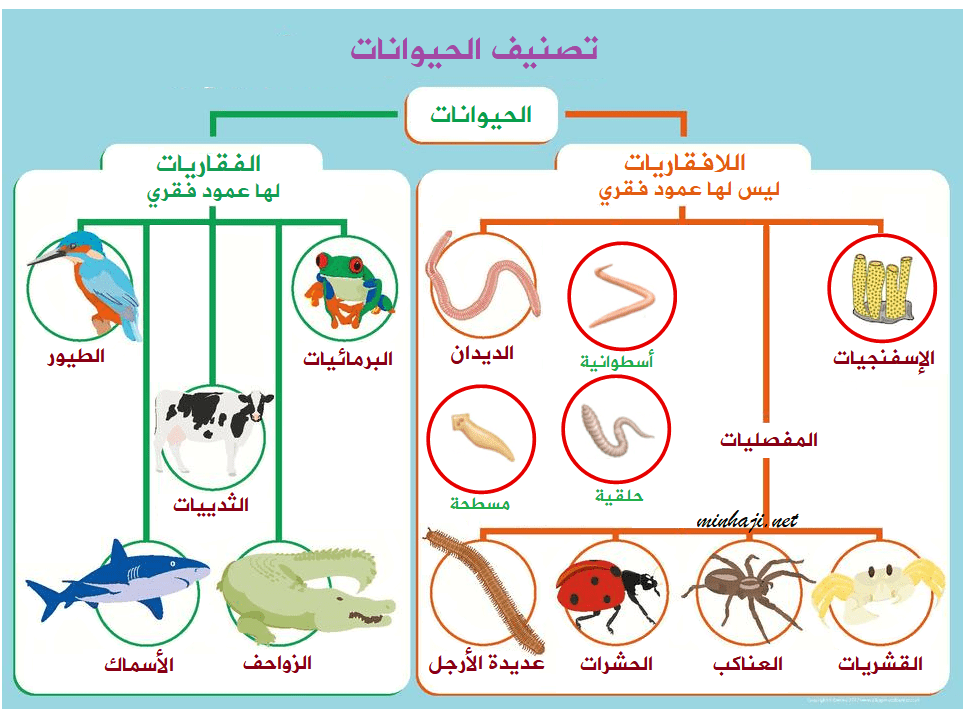 تصنيف الحيوانات
الحيوانات
اللافقاريات
ليس لها عمود فقري
الفقاريات
لها عمود فقري
الإسفنجيات
أسطوانية
الديدان
البرمائيات
الطيور
المفصليات
حلقية
مسطحة
الثدييات
minhaji.net
القشريات
العناكب
الحشرات
عديدة الأرجل
الزواحف
الأسماك